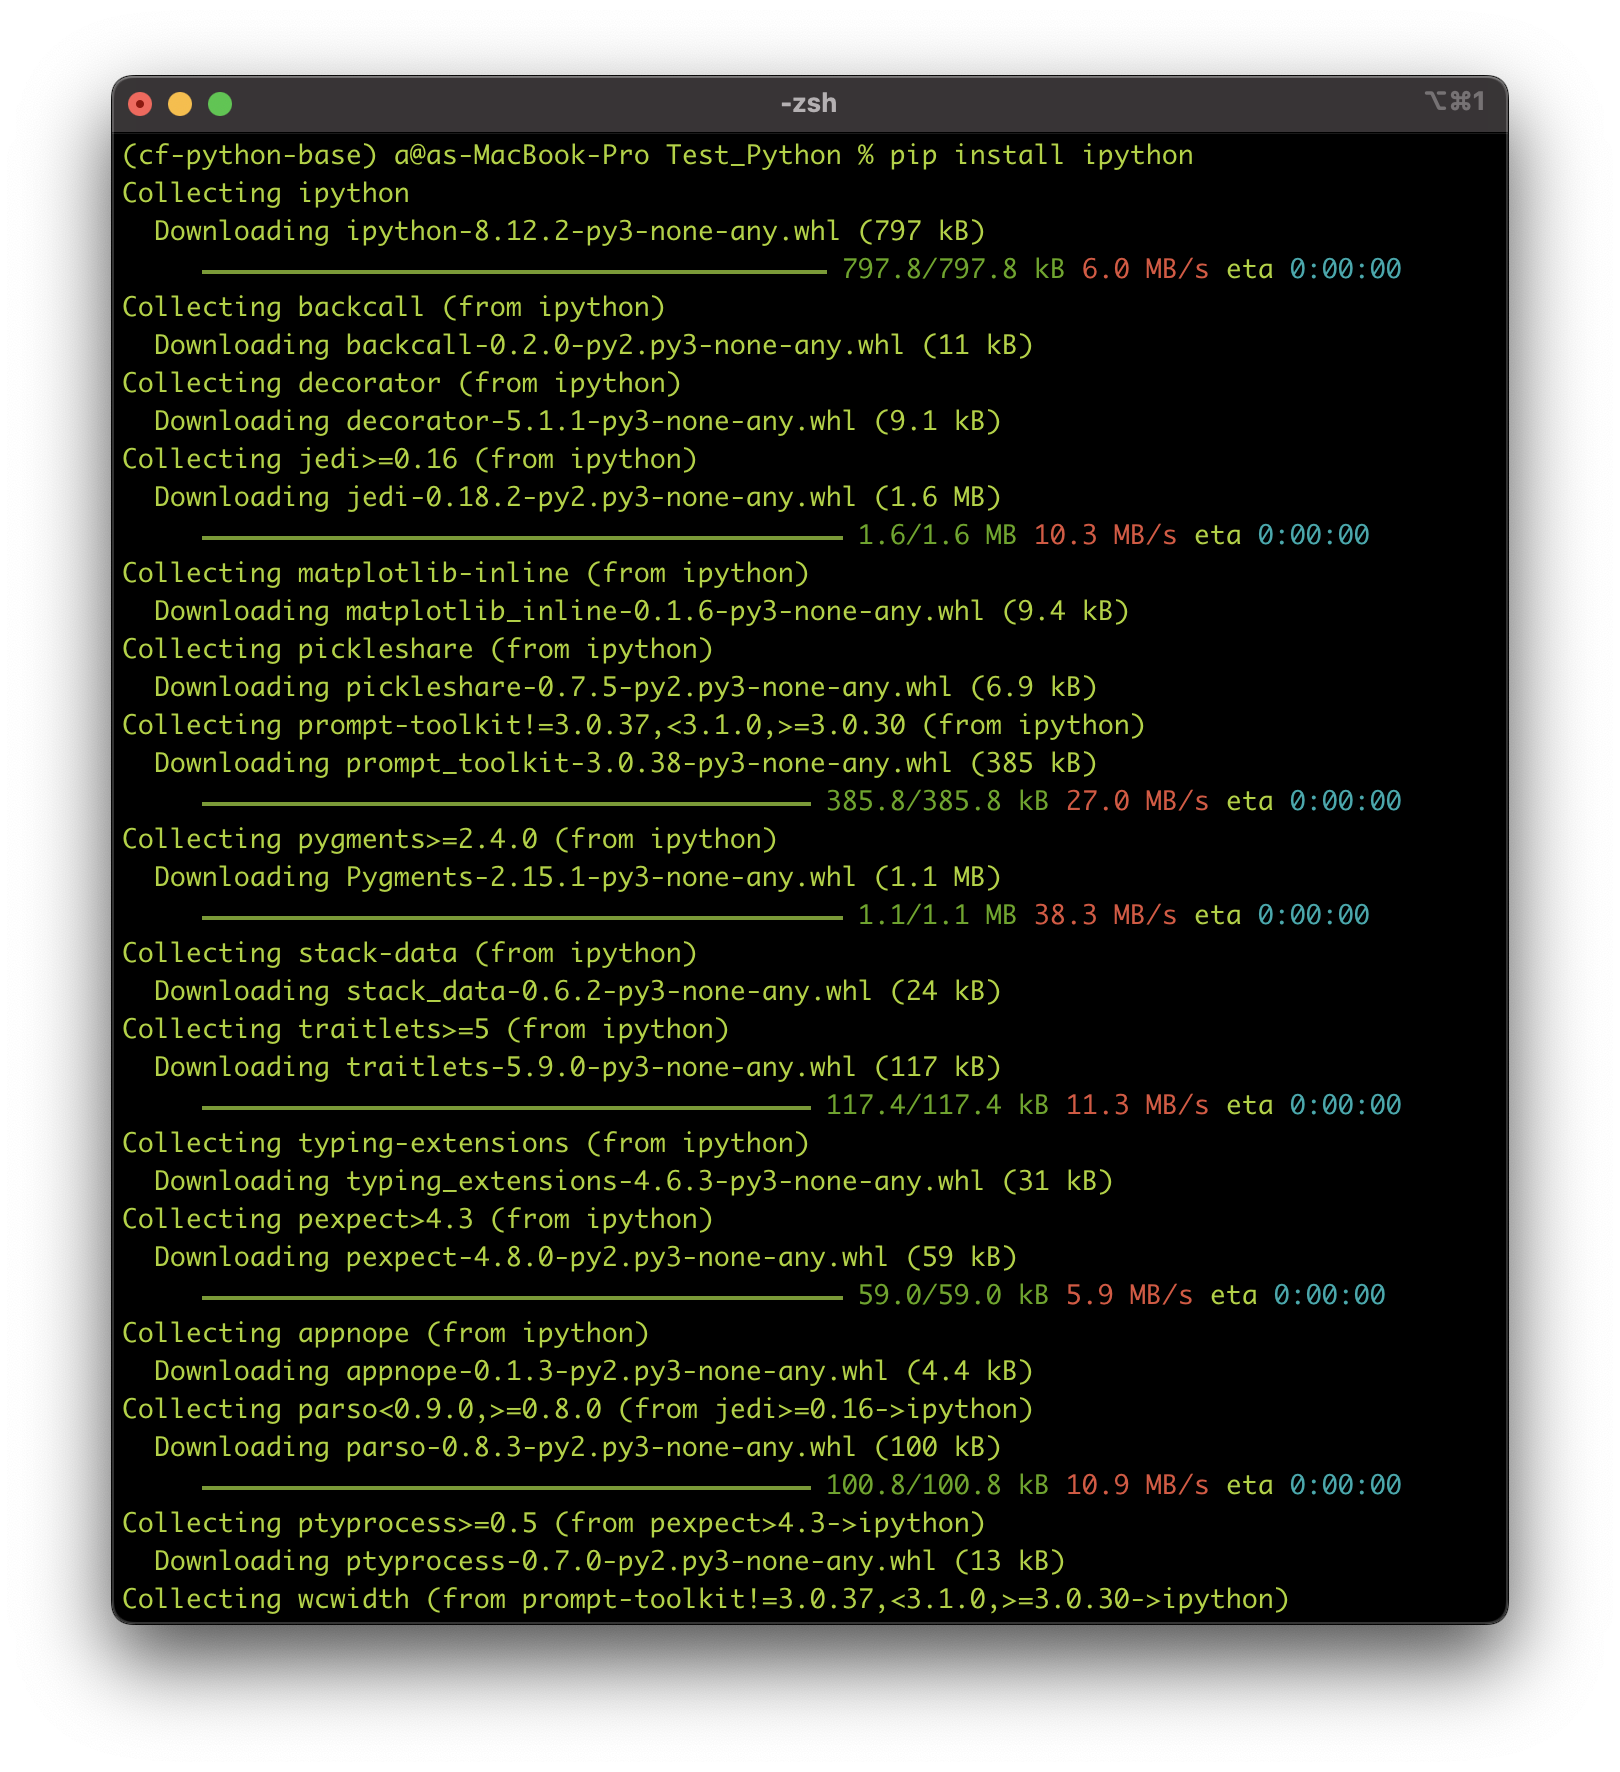 -zsh
⌥⌘1
(cf-python-base) a@as-MacBook-Pro Test_Python % pip install ipython
Collecting ipython
  Downloading ipython-8.12.2-py3-none-any.whl (797 kB)
     ━━━━━━━━━━━━━━━━━━━━━━━━━━━━━━━━━━━━━━━ 797.8/797.8 kB 6.0 MB/s eta 0:00:00
Collecting backcall (from ipython)
  Downloading backcall-0.2.0-py2.py3-none-any.whl (11 kB)
Collecting decorator (from ipython)
  Downloading decorator-5.1.1-py3-none-any.whl (9.1 kB)
Collecting jedi>=0.16 (from ipython)
  Downloading jedi-0.18.2-py2.py3-none-any.whl (1.6 MB)
     ━━━━━━━━━━━━━━━━━━━━━━━━━━━━━━━━━━━━━━━━ 1.6/1.6 MB 10.3 MB/s eta 0:00:00
Collecting matplotlib-inline (from ipython)
  Downloading matplotlib_inline-0.1.6-py3-none-any.whl (9.4 kB)
Collecting pickleshare (from ipython)
  Downloading pickleshare-0.7.5-py2.py3-none-any.whl (6.9 kB)
Collecting prompt-toolkit!=3.0.37,<3.1.0,>=3.0.30 (from ipython)
  Downloading prompt_toolkit-3.0.38-py3-none-any.whl (385 kB)
     ━━━━━━━━━━━━━━━━━━━━━━━━━━━━━━━━━━━━━━ 385.8/385.8 kB 27.0 MB/s eta 0:00:00
Collecting pygments>=2.4.0 (from ipython)
  Downloading Pygments-2.15.1-py3-none-any.whl (1.1 MB)
     ━━━━━━━━━━━━━━━━━━━━━━━━━━━━━━━━━━━━━━━━ 1.1/1.1 MB 38.3 MB/s eta 0:00:00
Collecting stack-data (from ipython)
  Downloading stack_data-0.6.2-py3-none-any.whl (24 kB)
Collecting traitlets>=5 (from ipython)
  Downloading traitlets-5.9.0-py3-none-any.whl (117 kB)
     ━━━━━━━━━━━━━━━━━━━━━━━━━━━━━━━━━━━━━━ 117.4/117.4 kB 11.3 MB/s eta 0:00:00
Collecting typing-extensions (from ipython)
  Downloading typing_extensions-4.6.3-py3-none-any.whl (31 kB)
Collecting pexpect>4.3 (from ipython)
  Downloading pexpect-4.8.0-py2.py3-none-any.whl (59 kB)
     ━━━━━━━━━━━━━━━━━━━━━━━━━━━━━━━━━━━━━━━━ 59.0/59.0 kB 5.9 MB/s eta 0:00:00
Collecting appnope (from ipython)
  Downloading appnope-0.1.3-py2.py3-none-any.whl (4.4 kB)
Collecting parso<0.9.0,>=0.8.0 (from jedi>=0.16->ipython)
  Downloading parso-0.8.3-py2.py3-none-any.whl (100 kB)
     ━━━━━━━━━━━━━━━━━━━━━━━━━━━━━━━━━━━━━━ 100.8/100.8 kB 10.9 MB/s eta 0:00:00
Collecting ptyprocess>=0.5 (from pexpect>4.3->ipython)
  Downloading ptyprocess-0.7.0-py2.py3-none-any.whl (13 kB)
Collecting wcwidth (from prompt-toolkit!=3.0.37,<3.1.0,>=3.0.30->ipython)